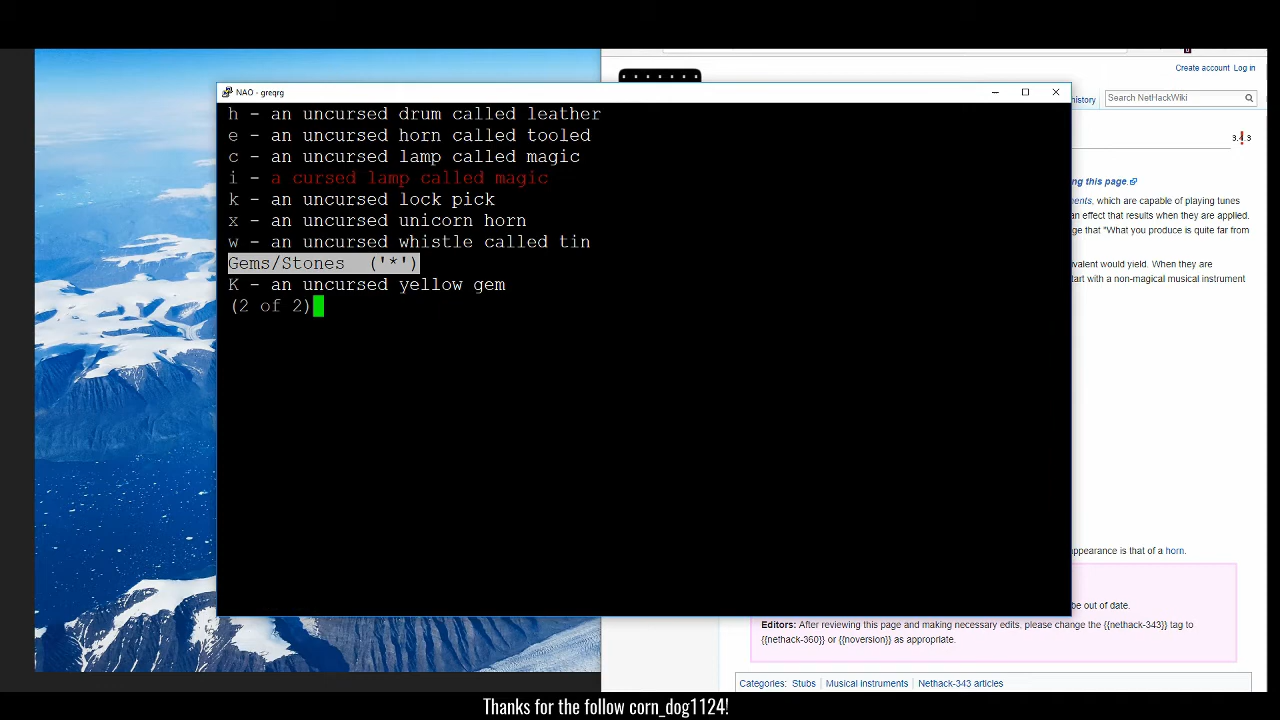 Create account Log in
NAO - greqrg
history
Search NetHackWiki
h - an uncursed drum called leather
e - an uncursed horn called tooled
c - an uncursed lamp called magic
i - a cursed lamp called magic
k - an uncursed lock pick
x - an uncursed unicorn horn
w - an uncursed whistle called tin
Gems/Stones ('*')
K - an uncursed yellow gem
(2 of 2)
ing this page.
, which are capable of playing tunes
an effect that results when they are applied.
ge that "What you produce is quite far from
valent would yield. When they are
tart with a non-magical musical instrument
appearance is that of a horn.
be out of date.
Editors: After reviewing this page and making necessary edits, please change the {{nethack-343}} tag to
{{nethack-360}} or {{noversion}} as appropriate.
Categories: Stubs | Musical instruments | Nethack-343 articles
Thanks for the follow corn_dog1124!